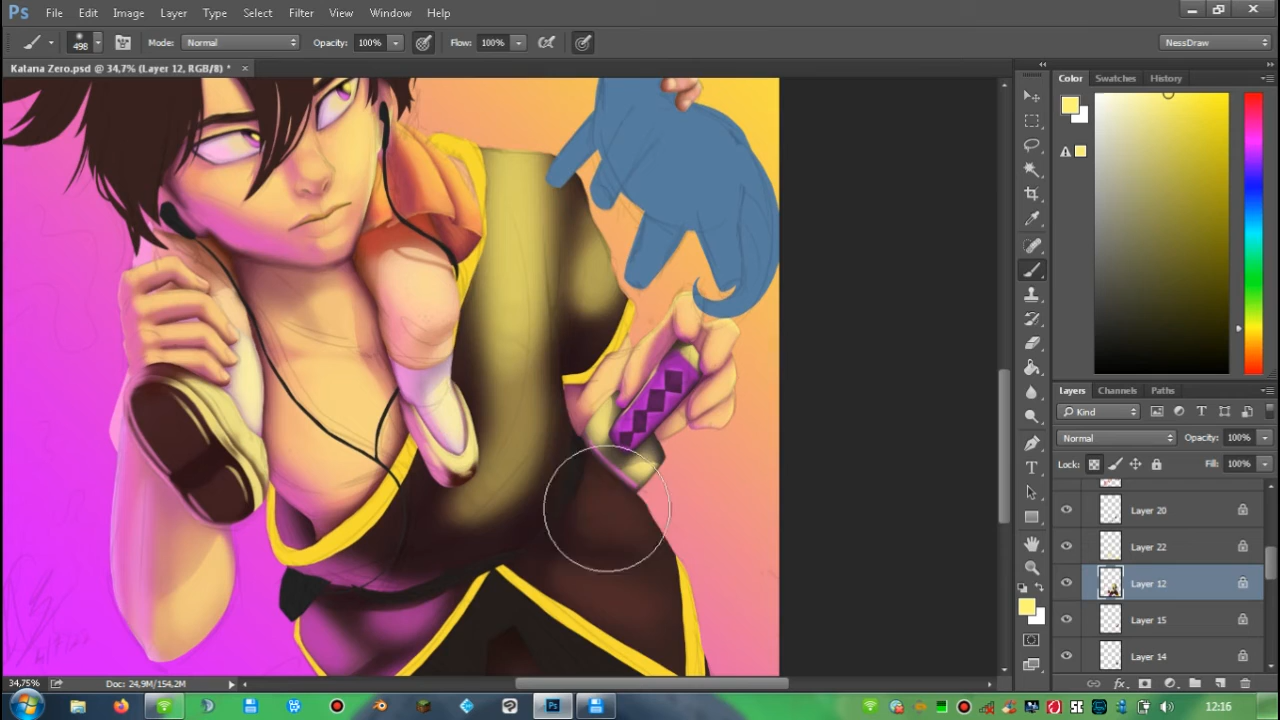 Ps File Edit Image Layer Type Select Filter View Window Help
498 Mode: Normal Opacity: 100% Flow: 100% NessDraw
Katana Zero.psd @ 34,7% (Layer 12, RGB/8) * ×
Color Swatches History
Layers Channels Paths
Kind
Normal Opacity: 100%
Lock: Fill: 100%
Layer 20
Layer 22
Layer 12
Layer 15
Layer 14
34,75% Doc: 24,9M/154,2M
12:16